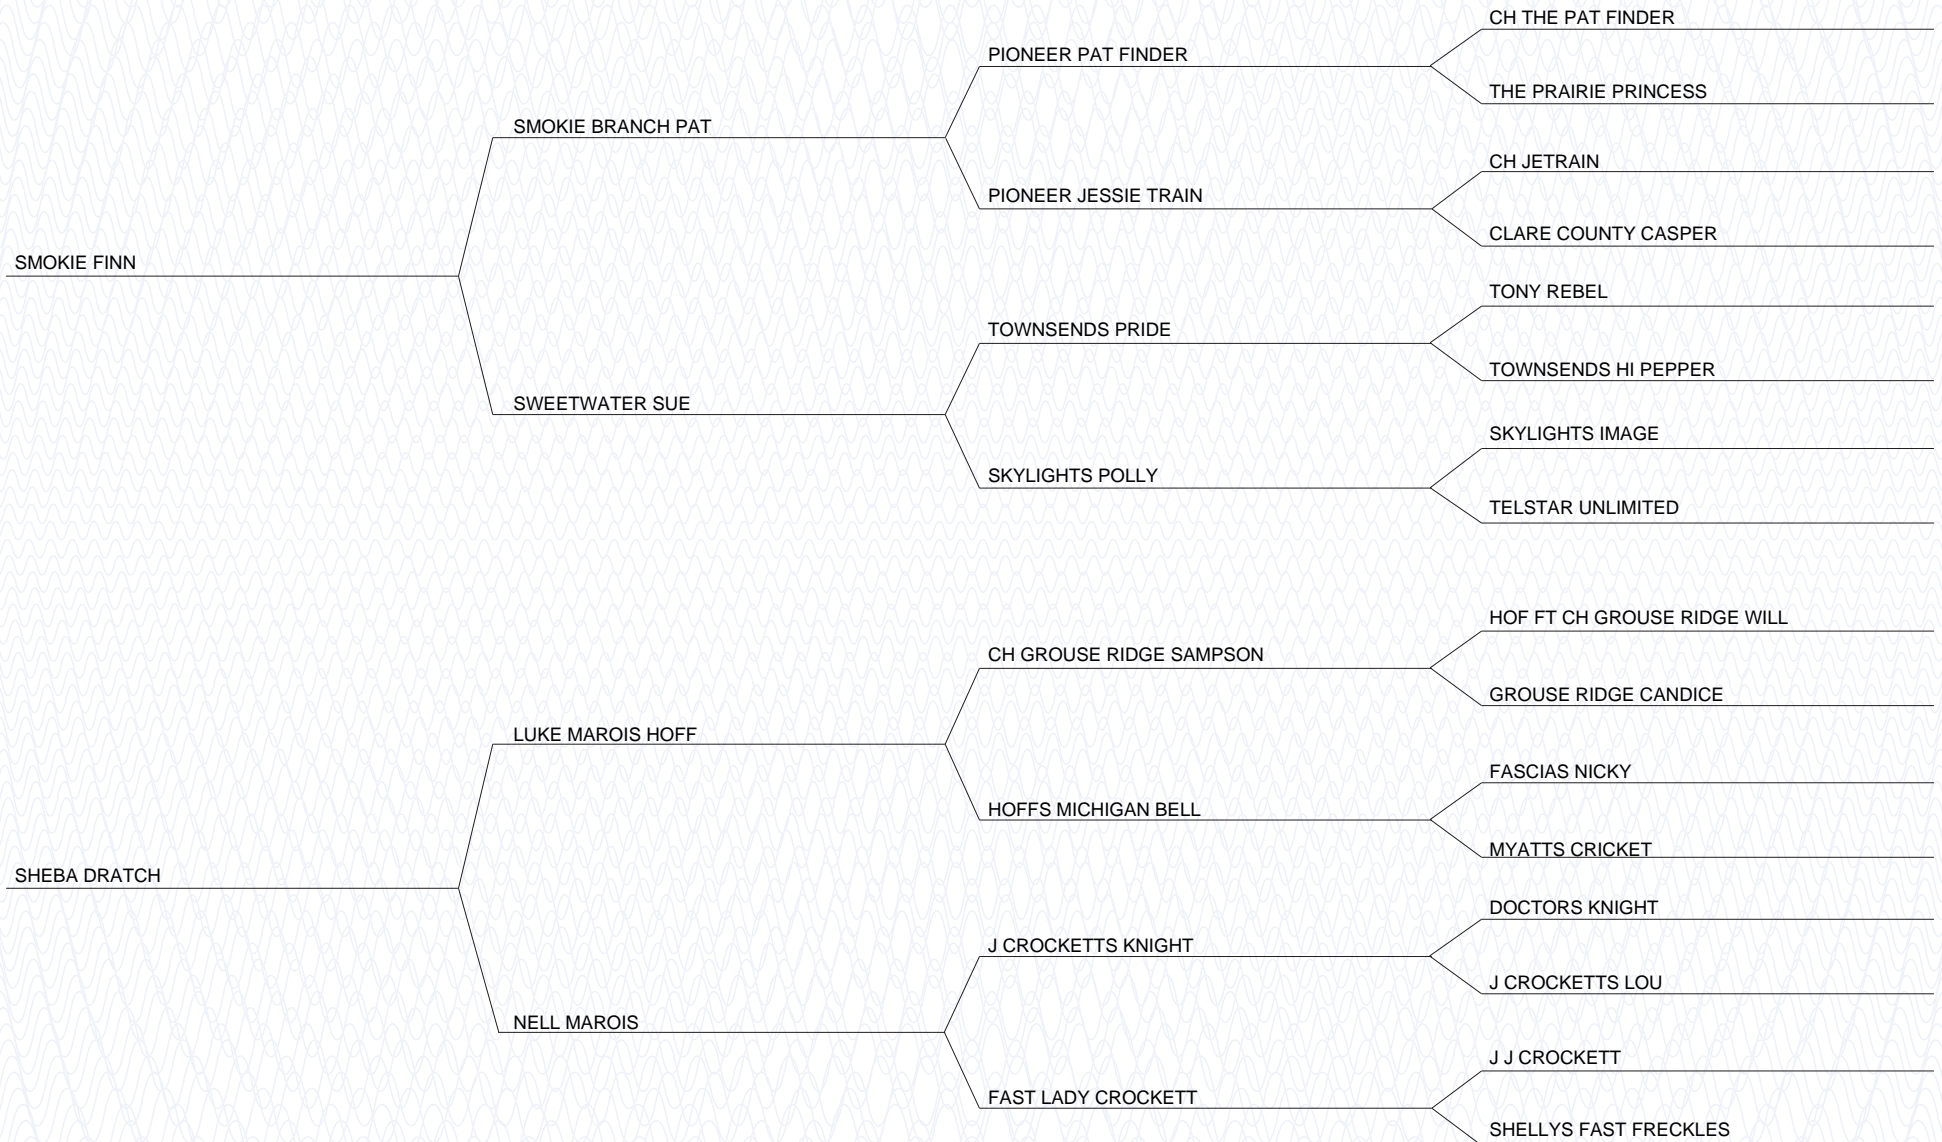 CH THE PAT FINDER
PIONEER PAT FINDER
THE PRAIRIE PRINCESS
SMOKIE BRANCH PAT
CH JETRAIN
PIONEER JESSIE TRAIN
CLARE COUNTY CASPER
SMOKIE FINN
TONY REBEL
TOWNSENDS PRIDE
TOWNSENDS HI PEPPER
SWEETWATER SUE
SKYLIGHTS IMAGE
SKYLIGHTS POLLY
TELSTAR UNLIMITED
HOF FT CH GROUSE RIDGE WILL
CH GROUSE RIDGE SAMPSON
GROUSE RIDGE CANDICE
LUKE MAROIS HOFF
FASCIAS NICKY
HOFFS MICHIGAN BELL
MYATTS CRICKET
SHEBA DRATCH
DOCTORS KNIGHT
J CROCKETTS KNIGHT
J CROCKETTS LOU
NELL MAROIS
J J CROCKETT
FAST LADY CROCKETT
SHELLYS FAST FRECKLES